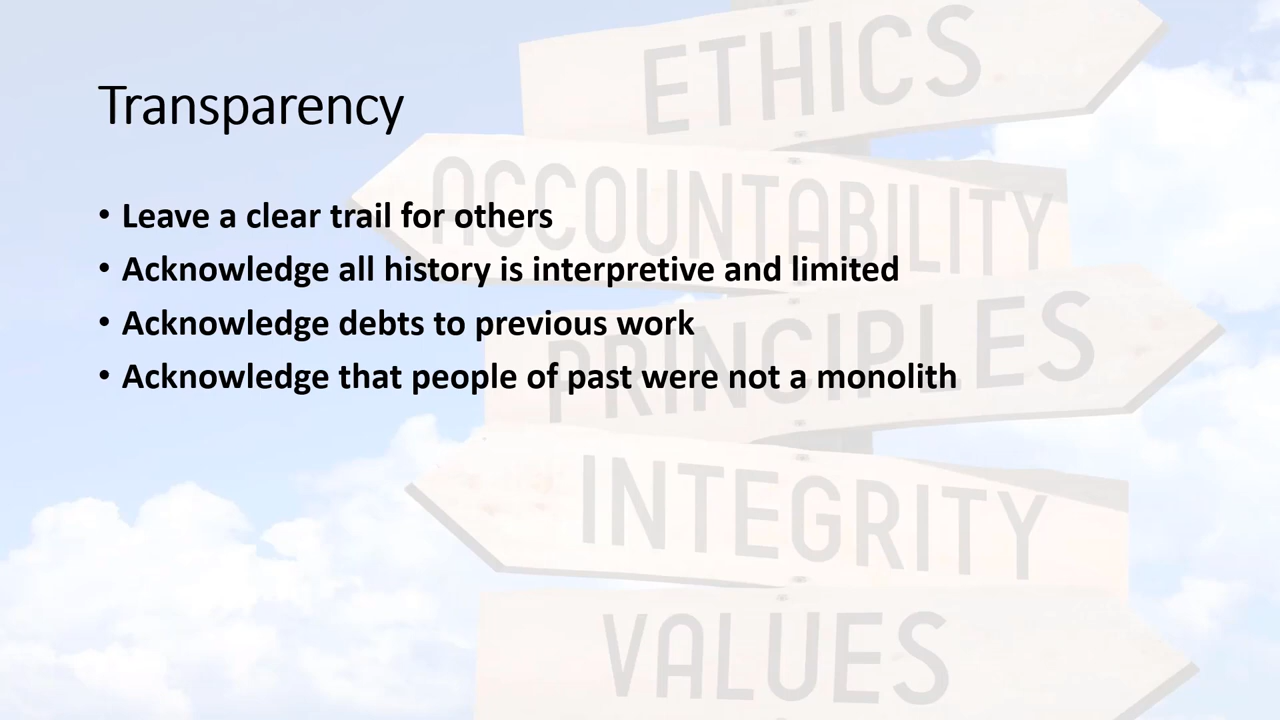 ETHICS
Transparency
ACCOUNTABILITY
• Leave a clear trail for others
• Acknowledge all history is interpretive and limited
• Acknowledge debts to previous work
PRINCIPLES
• Acknowledge that people of past were not a monolith
INTEGRITY
VALUES